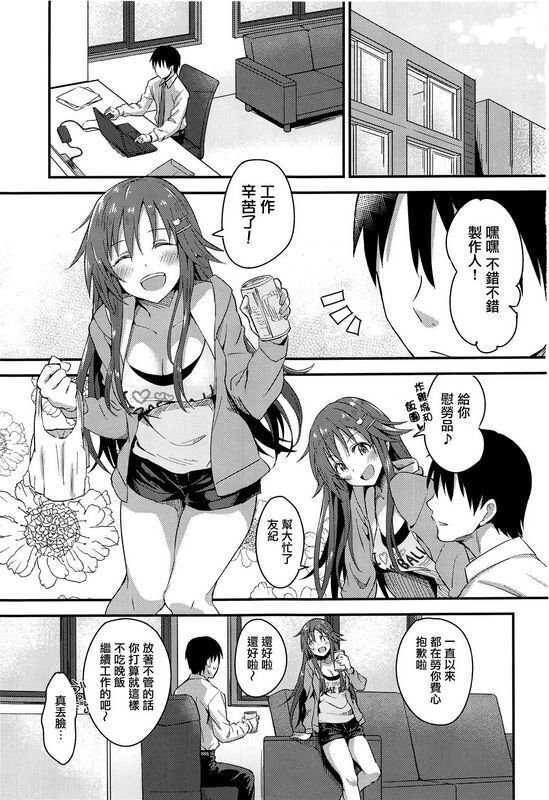 嘿嘿 不錯不錯
製作人！
工作
辛苦了！
給你
慰勞品♪
炸雞塊和
飯團♥
幫大忙了
友紀
BALL
一直以來
都在勞你費心
抱歉啦
還好啦~
還好啦~
放著不管的話
你打算就這樣
不吃晚飯
繼續工作的吧~
真丟臉…